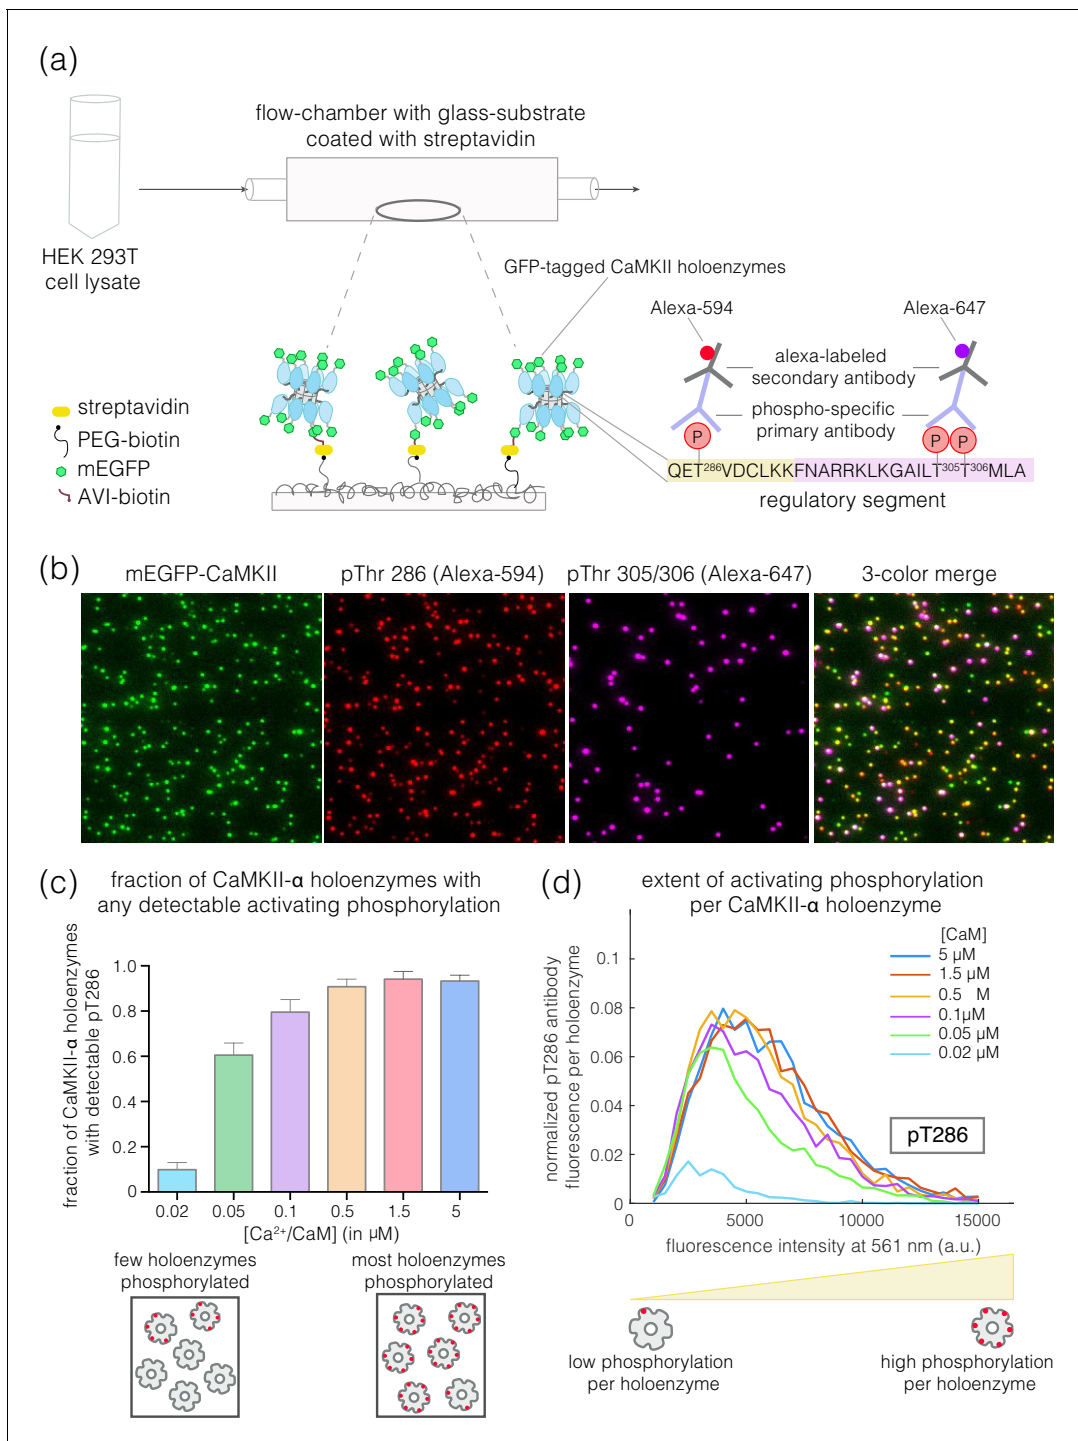 (a)
flow-chamber with glass-substrate
coated with streptavidin
HEK 293T
cell lysate
GFP-tagged CaMKII holoenzymes
Alexa-594
Alexa-647
alexa-labeled
secondary antibody
phospho-specific
primary antibody
streptavidin
PEG-biotin
mEGFP
AVI-biotin
P
P P
QET²⁸⁶VDCLKKFNARRKLKGAILT³⁰⁵T³⁰⁶MLA
regulatory segment
(b)
mEGFP-CaMKII
pThr 286 (Alexa-594)
pThr 305/306 (Alexa-647)
3-color merge
(c)
fraction of CaMKII-α holoenzymes with
any detectable activating phosphorylation
fraction of CaMKII-α holoenzymes
with detectable pT286
1.0
0.8
0.6
0.4
0.2
0
0.02 0.05 0.1 0.5 1.5 5
[Ca²⁺/CaM] (in µM)
few holoenzymes
phosphorylated
most holoenzymes
phosphorylated
(d)
extent of activating phosphorylation
per CaMKII-α holoenzyme
normalized pT286 antibody
fluorescence per holoenzyme
0.1
0.08
0.06
0.04
0.02
0
[CaM]
5 µM
1.5 µM
0.5 M
0.1µM
0.05 µM
0.02 µM
pT286
0 5000 10000 15000
fluorescence intensity at 561 nm (a.u.)
low phosphorylation
per holoenzyme
high phosphorylation
per holoenzyme